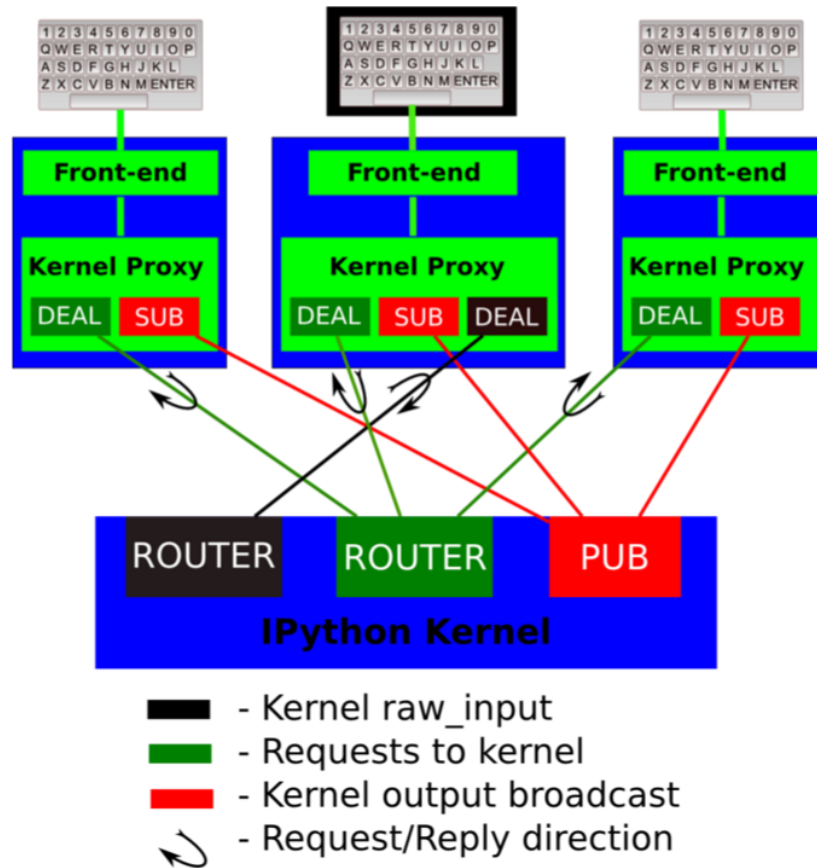 1 2 3 4 5 6 7 8 9 0
Q W E R T Y U I O P
A S D F G H J K L
Z X C V B N M ENTER
1 2 3 4 5 6 7 8 9 0
Q W E R T Y U I O P
A S D F G H J K L
Z X C V B N M ENTER
1 2 3 4 5 6 7 8 9 0
Q W E R T Y U I O P
A S D F G H J K L
Z X C V B N M ENTER
Front-end
Front-end
Front-end
Kernel Proxy
Kernel Proxy
Kernel Proxy
DEAL SUB
DEAL SUB DEAL
DEAL SUB
ROUTER ROUTER PUB
IPython Kernel
- Kernel raw_input
- Requests to kernel
- Kernel output broadcast
- Request/Reply direction